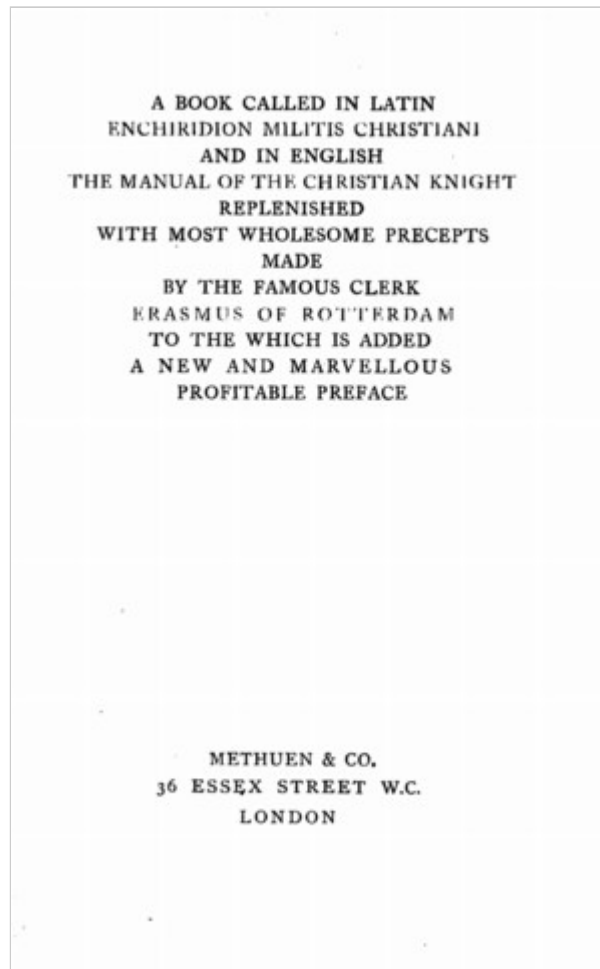 A BOOK CALLED IN LATIN
ENCHIRIDION MILITIS CHRISTIANI
AND IN ENGLISH
THE MANUAL OF THE CHRISTIAN KNIGHT
REPLENISHED
WITH MOST WHOLESOME PRECEPTS
MADE
BY THE FAMOUS CLERK
ERASMUS OF ROTTERDAM
TO THE WHICH IS ADDED
A NEW AND MARVELLOUS
PROFITABLE PREFACE
METHUEN & CO.
36 ESSEX STREET W.C.
LONDON